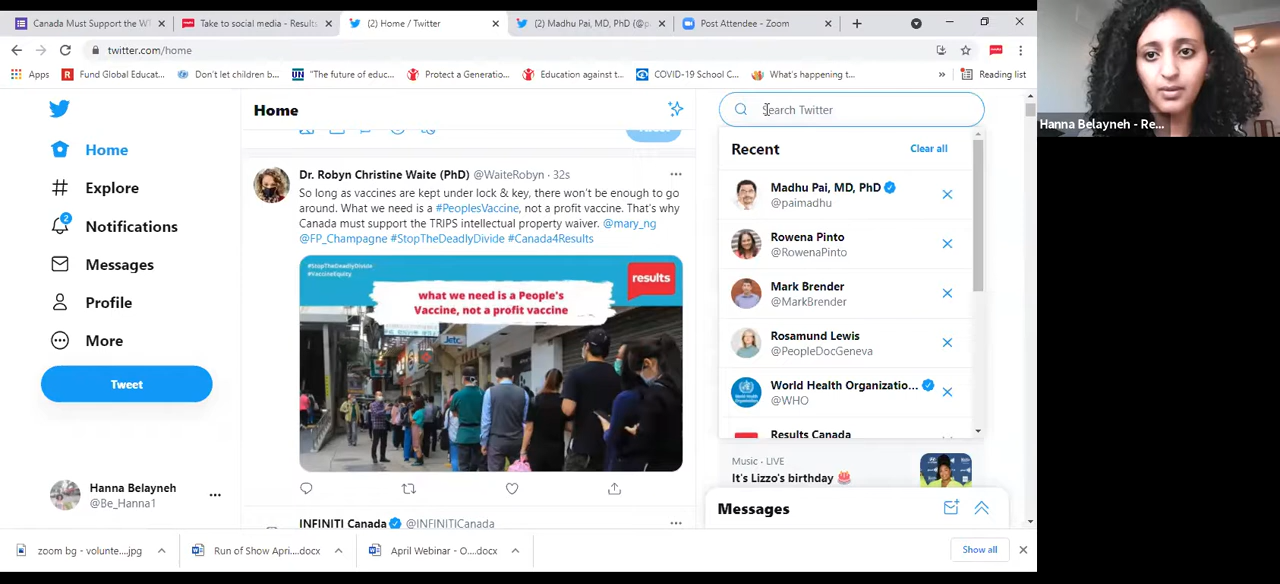 Canada Must Support the W
Take to social media - Results
(2) Home / Twitter
(2) Madhu Pai, MD, PhD (@p
Post Attendee - Zoom
twitter.com/home
Apps
Fund Global Educat...
Don't let children b...
"The future of educ...
Protect a Generatio...
Education against t...
COVID-19 School C...
What's happening t...
»
Reading list
Home
Explore
2
Notifications
Messages
Profile
More
Tweet
Hanna Belayneh
@Be_Hanna1
Home
Dr. Robyn Christine Waite (PhD) @WaiteRobyn · 32s
So long as vaccines are kept under lock & key, there won't be enough to go
around. What we need is a #PeoplesVaccine, not a profit vaccine. That's why
Canada must support the TRIPS intellectual property waiver. @mary_ng
@FP_Champagne #StopTheDeadlyDivide #Canada4Results
#StopTheDeadlyDivide
#VaccineEquity
results
what we need is a People's
Vaccine, not a profit vaccine
INFINITI Canada @INFINITICanada
Search Twitter
Recent
Clear all
Madhu Pai, MD, PhD
@paimadhu
Rowena Pinto
@RowenaPinto
Mark Brender
@MarkBrender
Rosamund Lewis
@PeopleDocGeneva
World Health Organizatio...
@WHO
Results Canada
Music · LIVE
It's Lizzo's birthday
Messages
zoom bg - volunte....jpg
Run of Show Apri....docx
April Webinar - O....docx
Show all
Hanna Belayneh - Re...